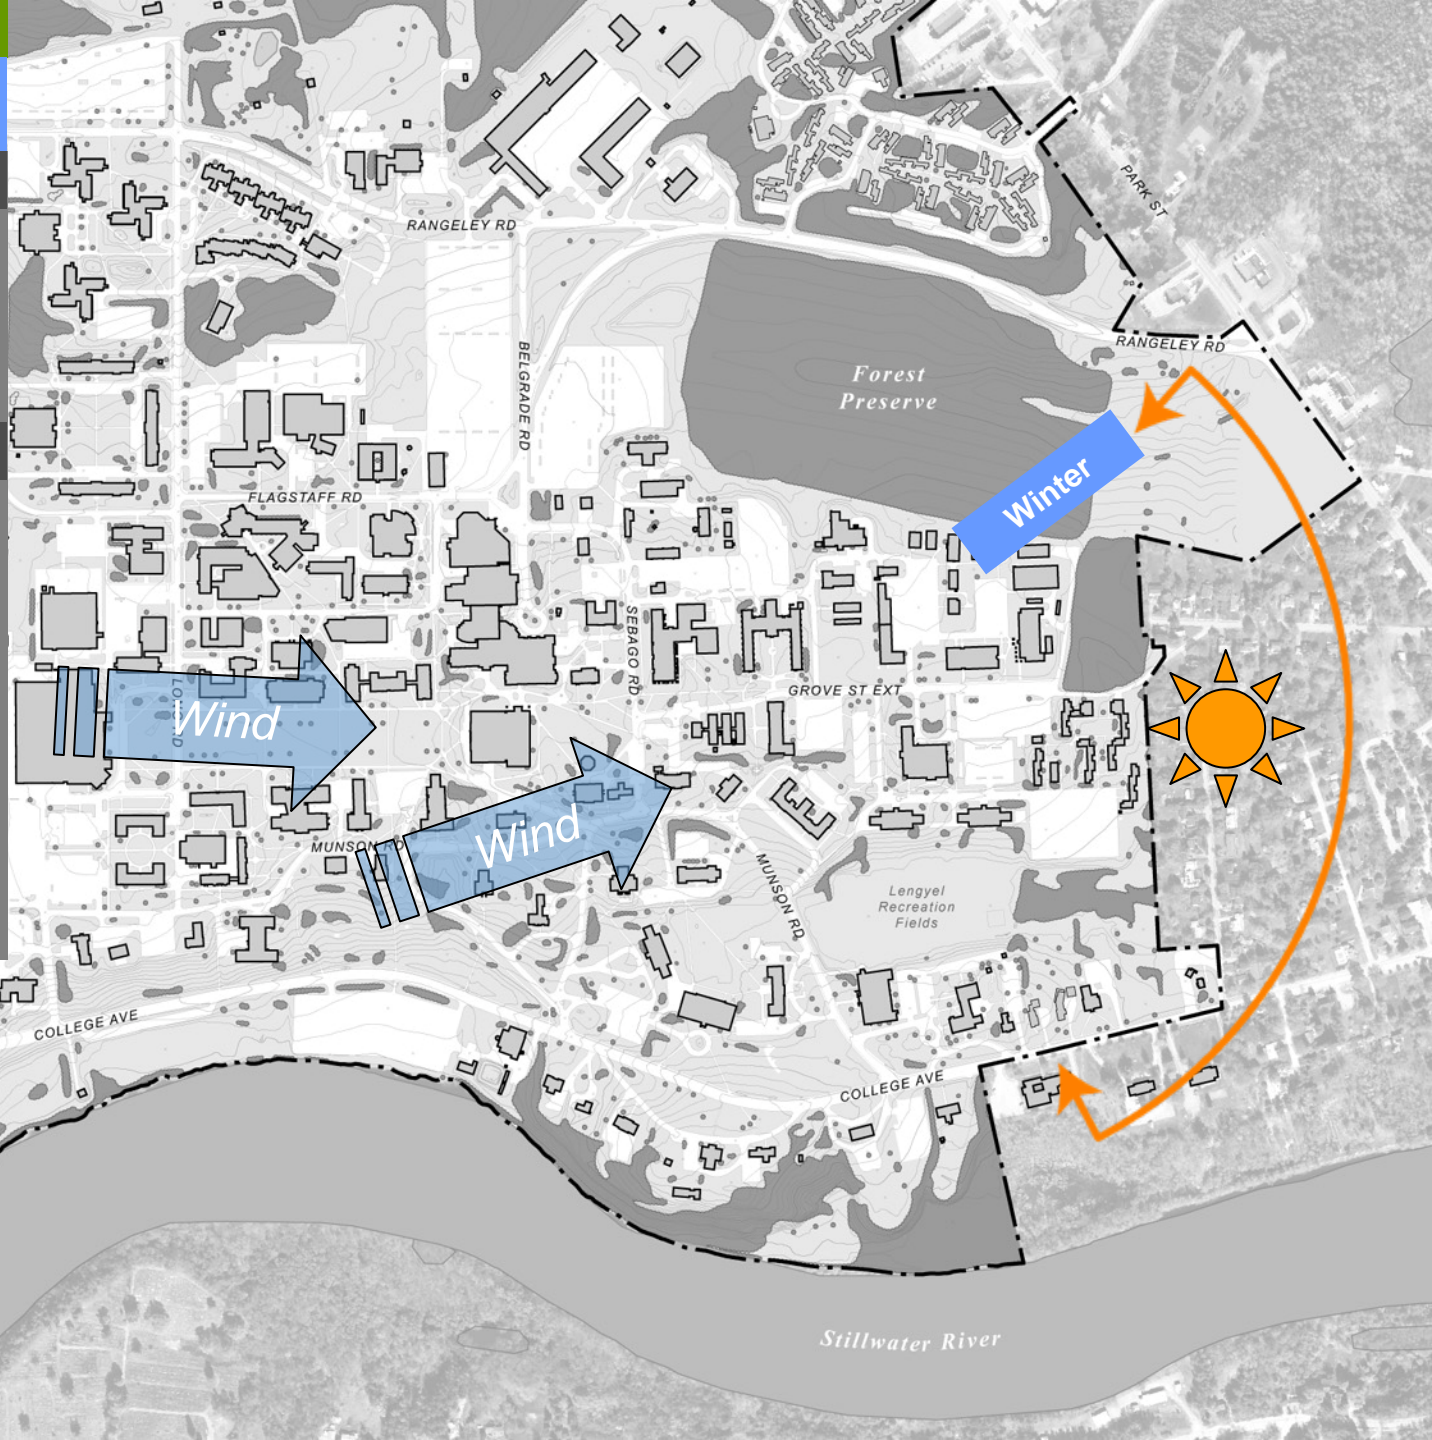 PARK ST
RANGELEY RD
RANGELEY RD
BELGRADE RD
Forest
Preserve
Winter
FLAGSTAFF RD
SEBAGO RD
GROVE ST EXT
Wind
Wind
MUNSON RD
MUNSON RD
Lengyel
Recreation
Fields
COLLEGE AVE
COLLEGE AVE
Stillwater River